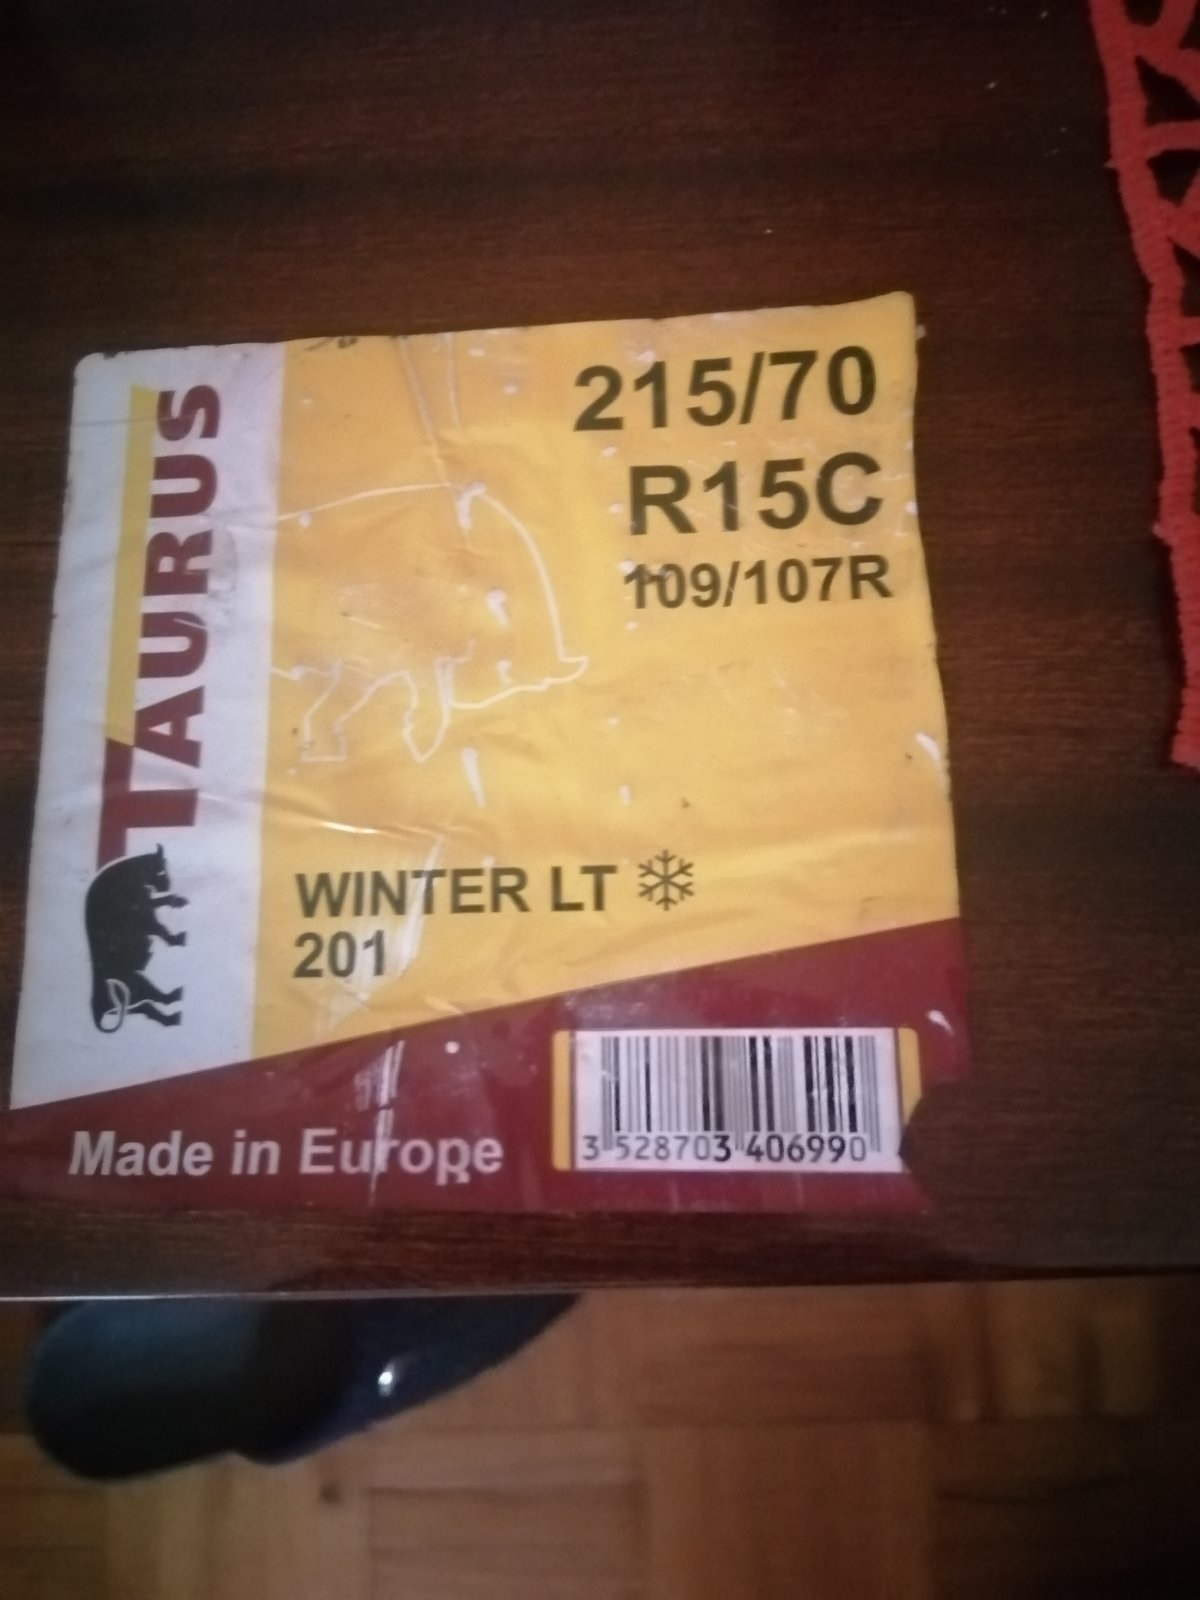 TAURUS
215/70
R15C
109/107R
WINTER LT
201
Made in Europe
3 528703 406990